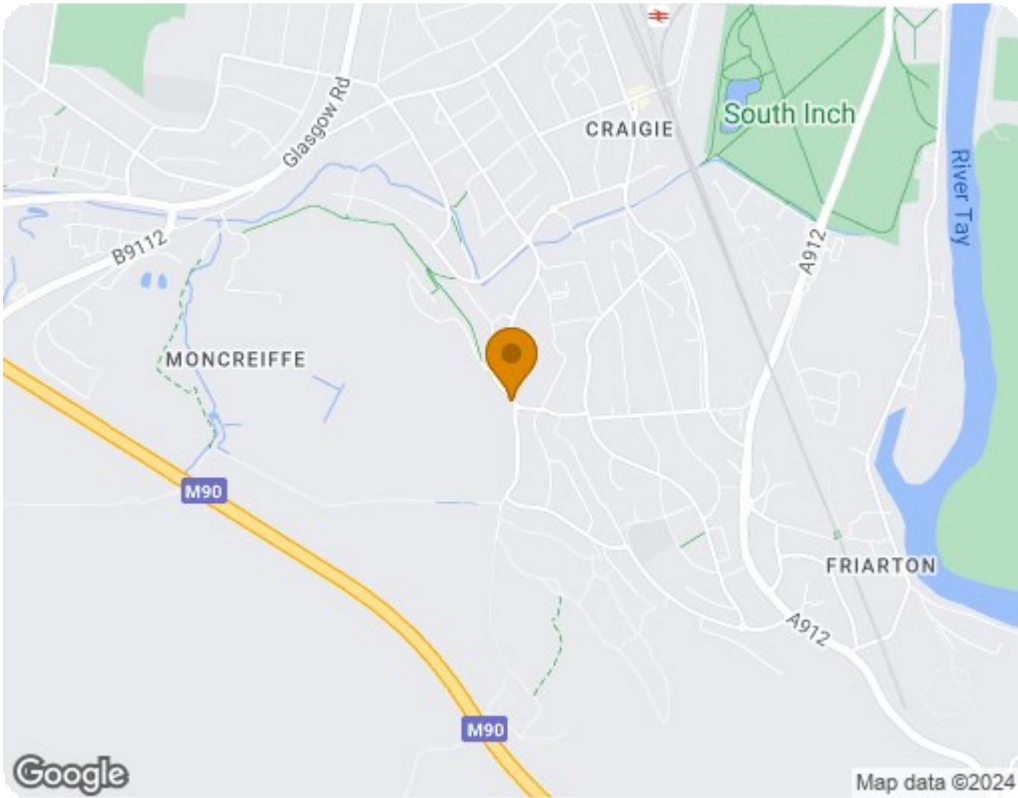 Glasgow Rd
CRAIGIE
South Inch
River Tay
B9112
A912
MONCREIFFE
M90
FRIARTON
A912
M90
Google
Map data ©2024